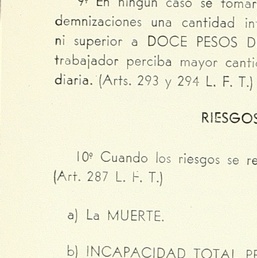 9º En ningún caso se tomar
demnizaciones una cantidad in
ni superior a DOCE PESOS D
trabajador perciba mayor canti
diaria. (Arts. 293 y 294 L. F. T.)
RIESGOS
10º Cuando los riesgos se re
(Art. 287 L. F. T.)
a) La MUERTE.
b) INCAPACIDAD TOTAL PE